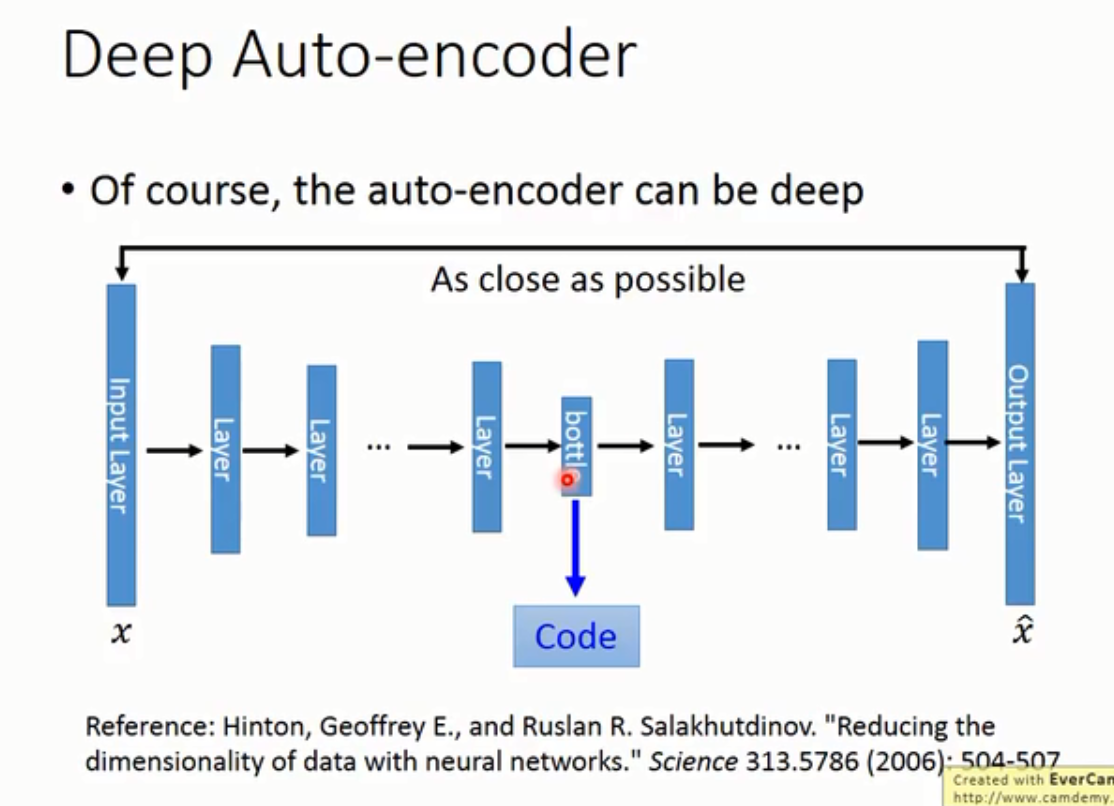 Deep Auto-encoder
• Of course, the auto-encoder can be deep
As close as possible
Input Layer
Layer
Layer
...
Layer
bottle
Layer
...
Layer
Layer
Output Layer
x
Code
x̂
Reference: Hinton, Geoffrey E., and Ruslan R. Salakhutdinov. "Reducing the
dimensionality of data with neural networks." Science 313.5786 (2006): 504-507
Created with EverCam
http://www.camdemy.